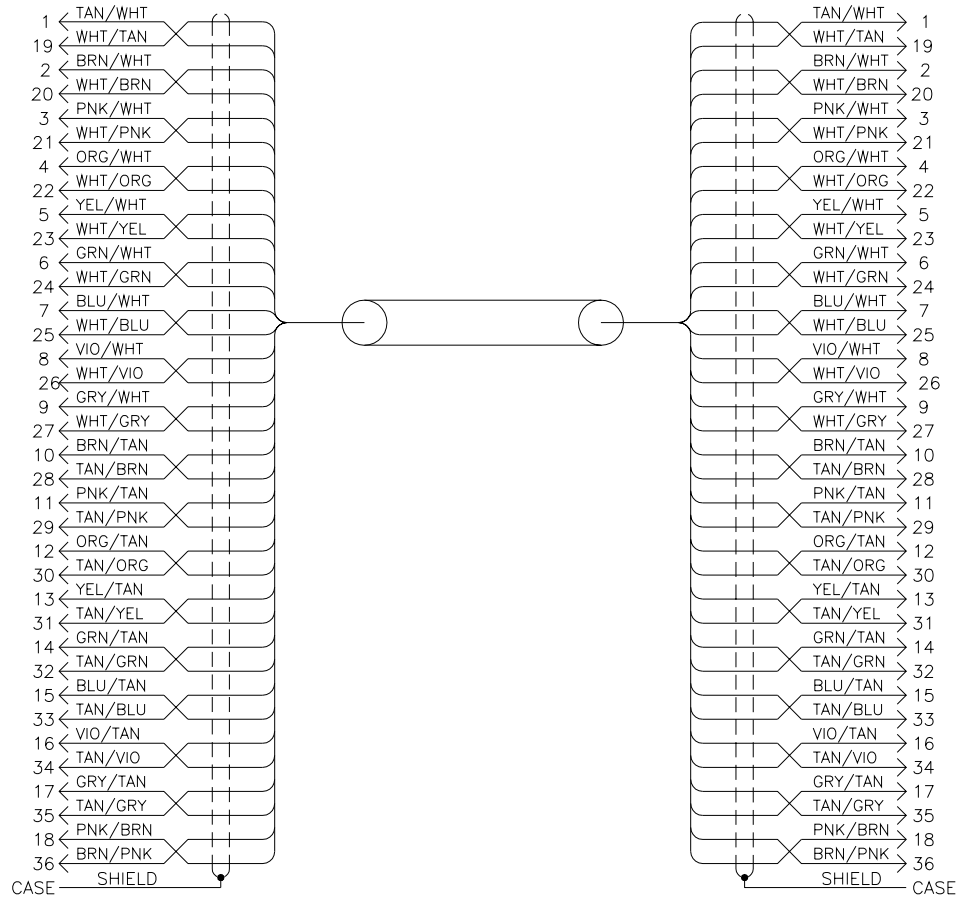 1 TAN/WHT TAN/WHT 1
19 WHT/TAN WHT/TAN 19
2 BRN/WHT BRN/WHT 2
20 WHT/BRN WHT/BRN 20
3 PNK/WHT PNK/WHT 3
21 WHT/PNK WHT/PNK 21
4 ORG/WHT ORG/WHT 4
22 WHT/ORG WHT/ORG 22
5 YEL/WHT YEL/WHT 5
23 WHT/YEL WHT/YEL 23
6 GRN/WHT GRN/WHT 6
24 WHT/GRN WHT/GRN 24
7 BLU/WHT BLU/WHT 7
25 WHT/BLU WHT/BLU 25
8 VIO/WHT VIO/WHT 8
26 WHT/VIO WHT/VIO 26
9 GRY/WHT GRY/WHT 9
27 WHT/GRY WHT/GRY 27
10 BRN/TAN BRN/TAN 10
28 TAN/BRN TAN/BRN 28
11 PNK/TAN PNK/TAN 11
29 TAN/PNK TAN/PNK 29
12 ORG/TAN ORG/TAN 12
30 TAN/ORG TAN/ORG 30
13 YEL/TAN YEL/TAN 13
31 TAN/YEL TAN/YEL 31
14 GRN/TAN GRN/TAN 14
32 TAN/GRN TAN/GRN 32
15 BLU/TAN BLU/TAN 15
33 TAN/BLU TAN/BLU 33
16 VIO/TAN VIO/TAN 16
34 TAN/VIO TAN/VIO 34
17 GRY/TAN GRY/TAN 17
35 TAN/GRY TAN/GRY 35
18 PNK/BRN PNK/BRN 18
36 BRN/PNK BRN/PNK 36
CASE SHIELD SHIELD CASE